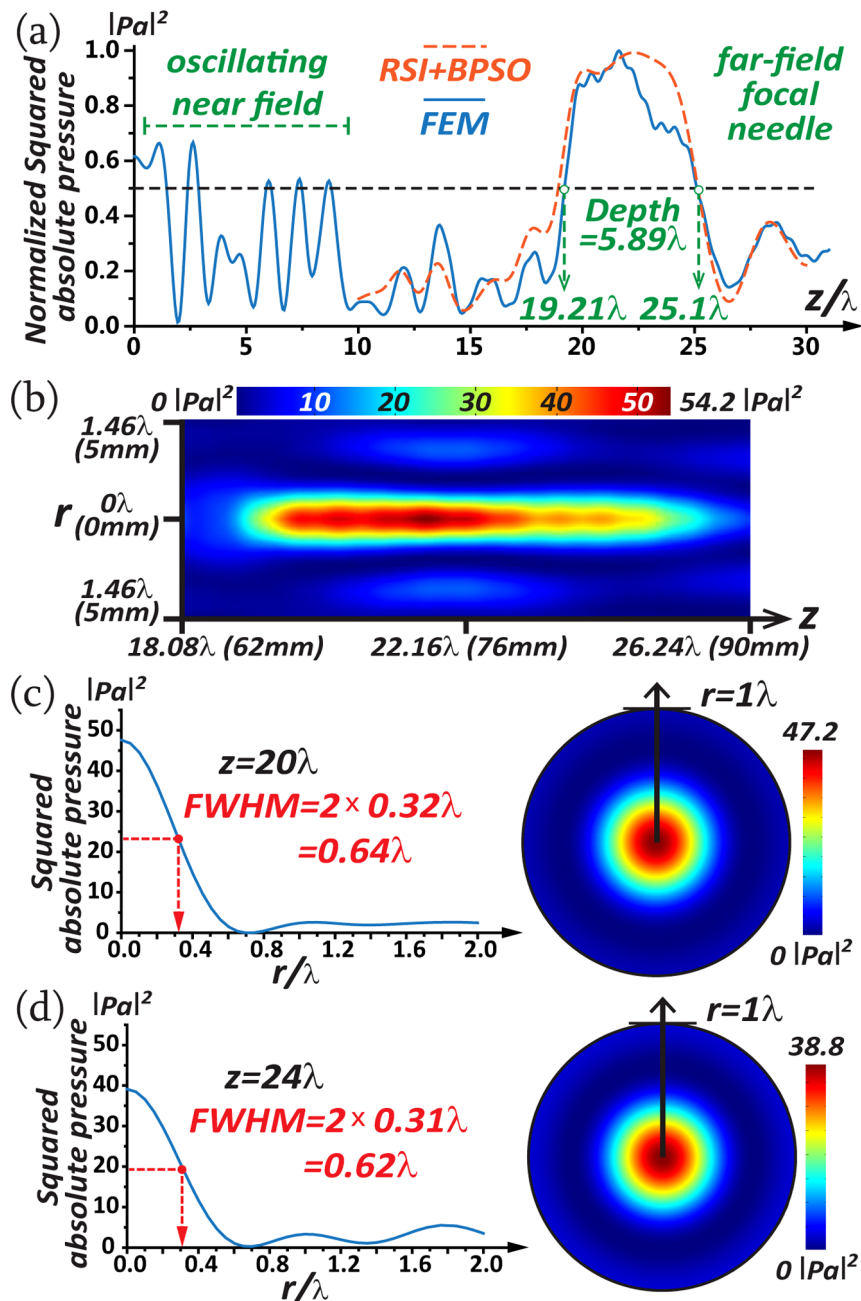 (a)
|Pa|²
Normalized Squared
absolute pressure
1.0
0.8
0.6
0.4
0.2
0.0
oscillating
near field
RSI+BPSO
FEM
far-field
focal
needle
Depth
=5.89λ
19.21λ 25.1λ
z/λ
0 5 10 15 20 25 30
(b)
0 |Pa|² 10 20 30 40 50 54.2 |Pa|²
1.46λ
(5mm)
r 0λ
(0mm)
1.46λ
(5mm)
z
18.08λ (62mm) 22.16λ (76mm) 26.24λ (90mm)
(c)
|Pa|²
Squared
absolute pressure
50
40
30
20
10
0
z=20λ
FWHM=2 × 0.32λ
=0.64λ
0.0 0.4 0.8 1.2 1.6 2.0
r/λ
r=1λ
47.2
0 |Pa|²
(d)
|Pa|²
Squared
absolute pressure
50
40
30
20
10
0
z=24λ
FWHM=2 × 0.31λ
=0.62λ
0.0 0.4 0.8 1.2 1.6 2.0
r/λ
r=1λ
38.8
0 |Pa|²